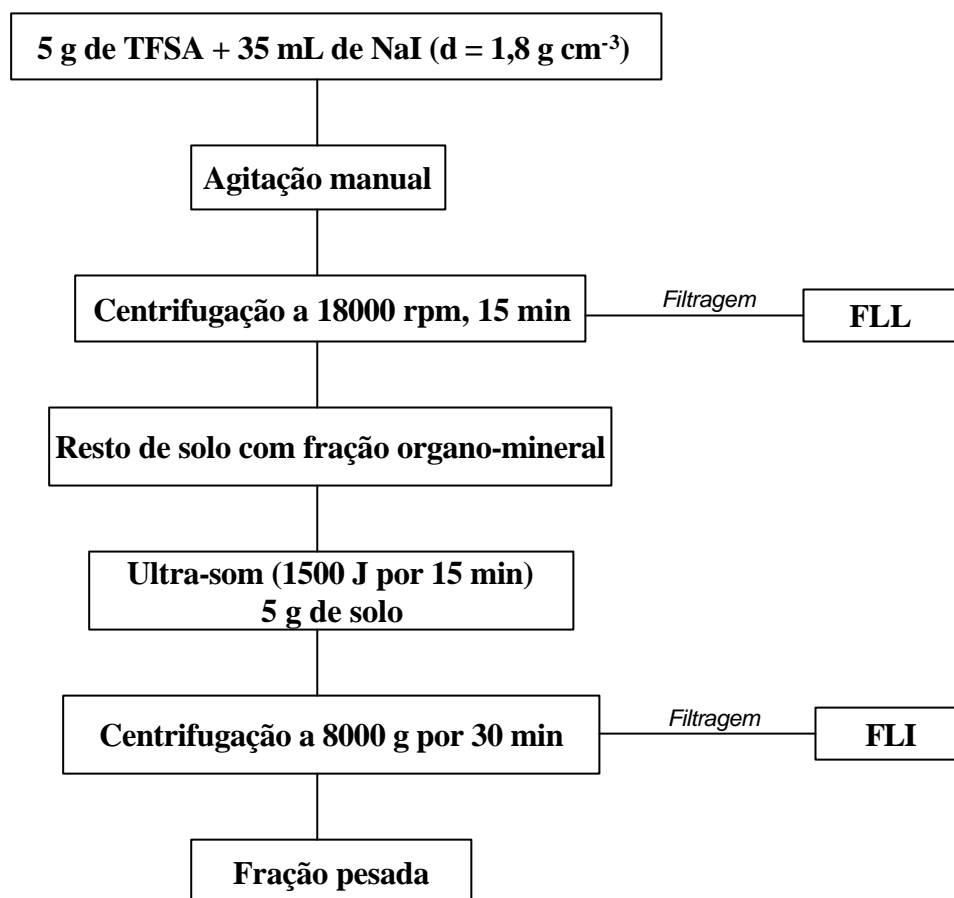 5 g de TFSA + 35 mL de NaI (d = 1,8 g cm⁻³)
Agitação manual
Centrifugação a 18000 rpm, 15 min
Filtragem
FLL
Resto de solo com fração organo-mineral
Ultra-som (1500 J por 15 min)
5 g de solo
Centrifugação a 8000 g por 30 min
Filtragem
FLI
Fração pesada